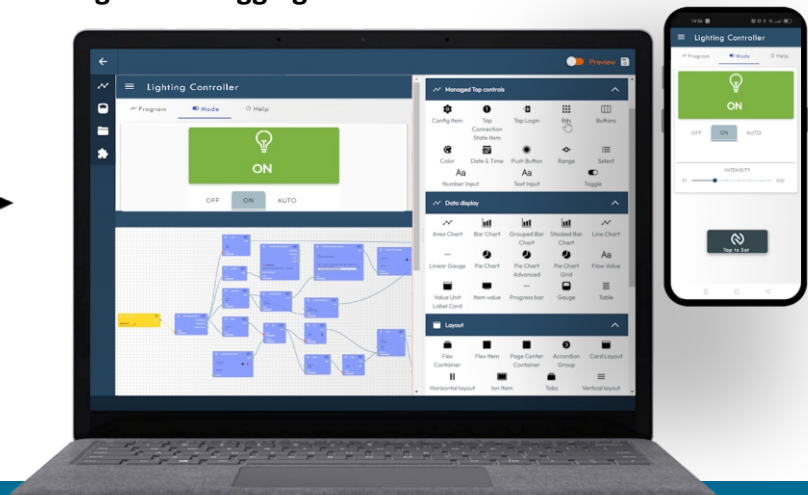 Preview
Lighting Controller
Program Mode Help
ON
OFF ON AUTO
Managed Tap controls
Config Item Tap Connection State Item Tap Login Bits Buttons
Color Date & Time Push Button Range Select
Aa Aa
Number Input Text Input Toggle
Data display
Area Chart Bar Chart Grouped Bar Chart Stacked Bar Chart Line Chart
Aa
Linear Gauge Pie Chart Pie Chart Advanced Pie Chart Grid Flow Value
Value Unit Label Card Item value Progress bar Gauge Table
Layout
Flex Container Flex Item Page Center Container Accordion Group Card Layout
Horizontal layout Ion Item Tabs Vertical layout
14:56
Lighting Controller
Program Mode Help
ON
OFF ON AUTO
INTENSITY
Tap to Set